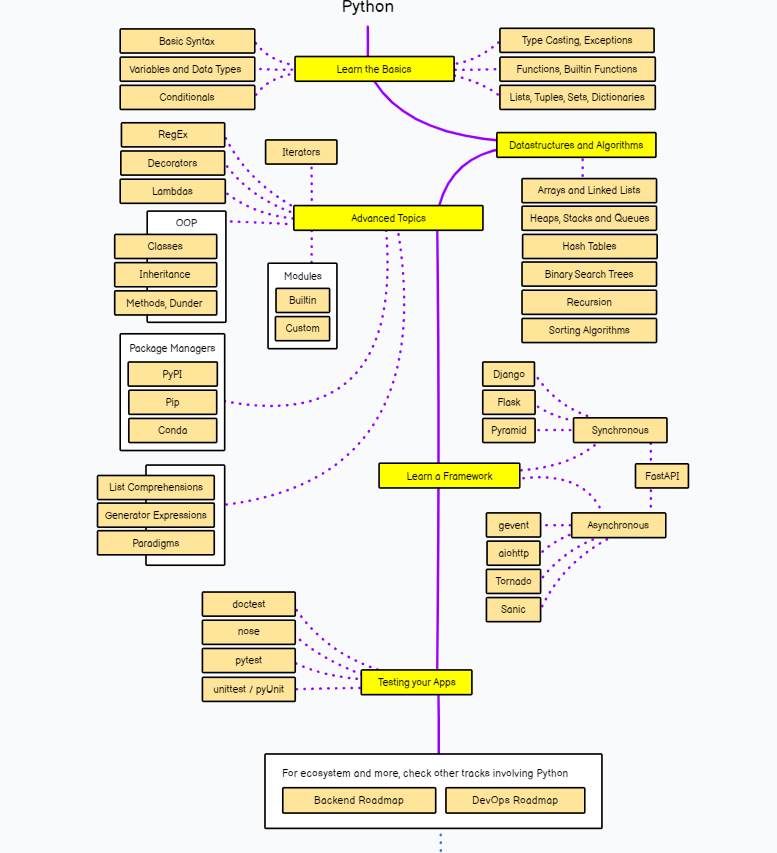 Python
Basic Syntax
Variables and Data Types
Conditionals
Learn the Basics
Type Casting, Exceptions
Functions, Builtin Functions
Lists, Tuples, Sets, Dictionaries
Datastructures and Algorithms
Arrays and Linked Lists
Heaps, Stacks and Queues
Hash Tables
Binary Search Trees
Recursion
Sorting Algorithms
RegEx
Decorators
Lambdas
Iterators
Advanced Topics
OOP
Classes
Inheritance
Methods, Dunder
Modules
Builtin
Custom
Package Managers
PyPI
Pip
Conda
List Comprehensions
Generator Expressions
Paradigms
Django
Flask
Pyramid
Synchronous
Learn a Framework
FastAPI
Asynchronous
gevent
aiohttp
Tornado
Sanic
doctest
nose
pytest
unittest / pyUnit
Testing your Apps
For ecosystem and more, check other tracks involving Python
Backend Roadmap
DevOps Roadmap